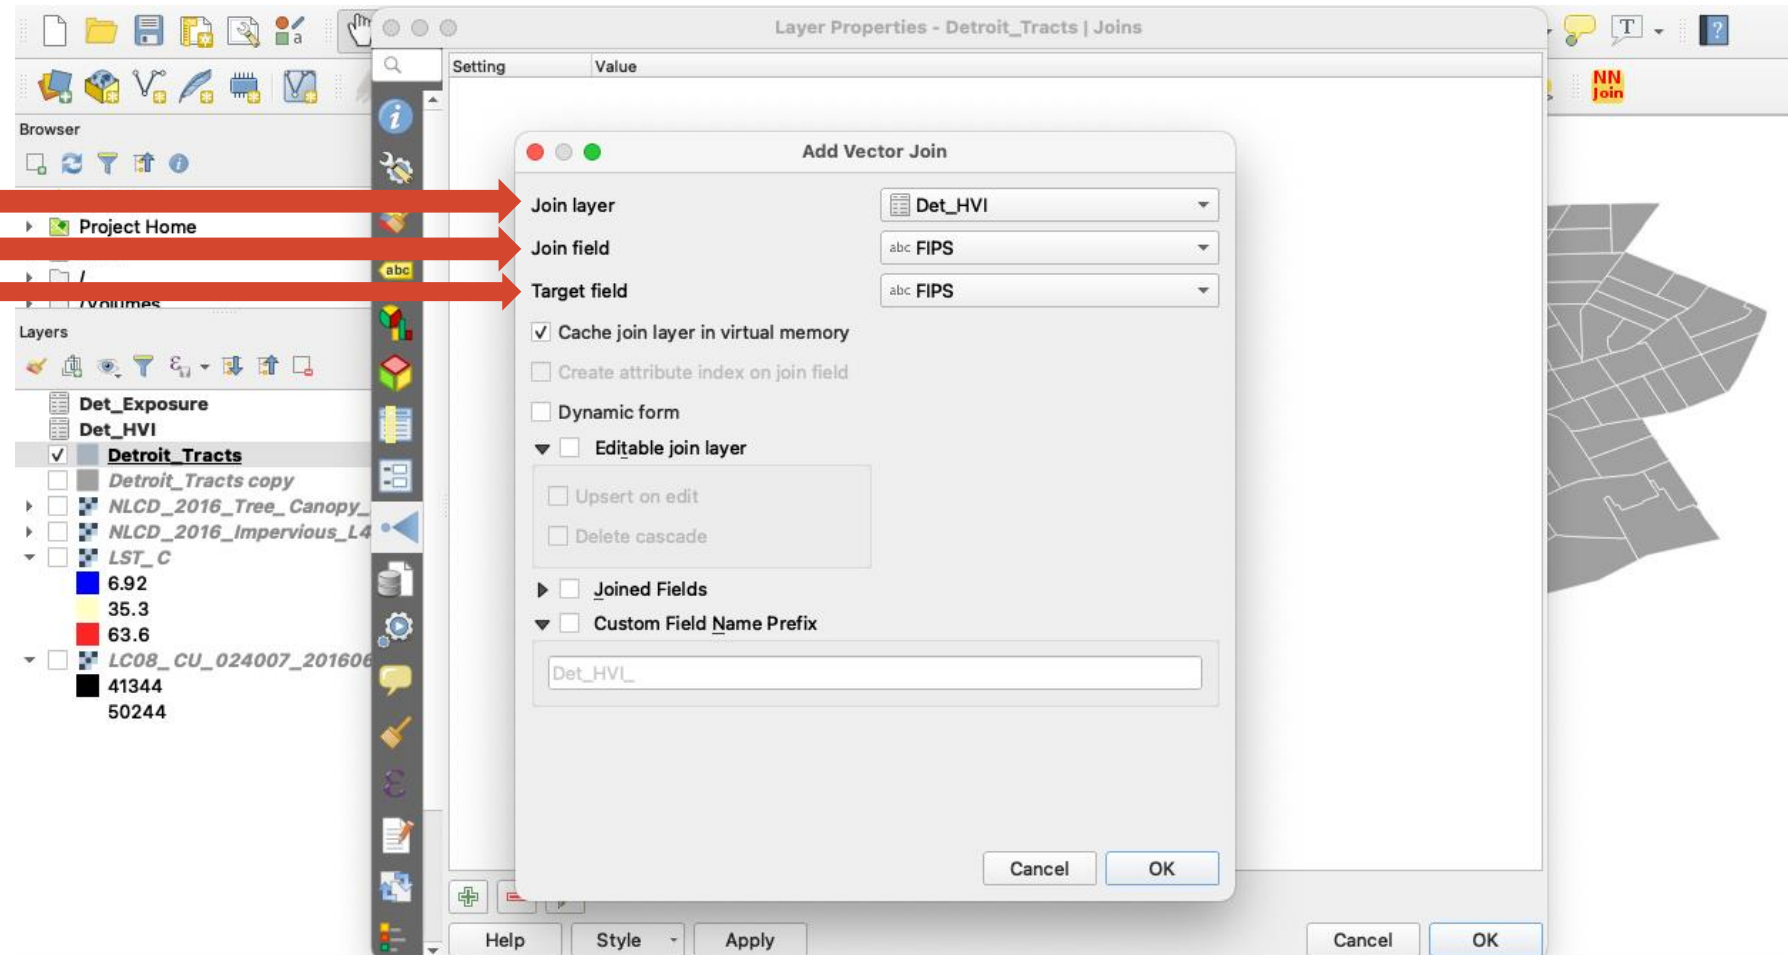 Layer Properties - Detroit_Tracts | Joins
a
T
?
NN
Join
Setting
Value
Browser
Project Home
/
/Volumes
Layers
Det_Exposure
Det_HVI
Detroit_Tracts
Detroit_Tracts copy
NLCD_2016_Tree_Canopy_
NLCD_2016_Impervious_L4
LST_C
6.92
35.3
63.6
LC08_CU_024007_201606
41344
50244
i
abc
Add Vector Join
Join layer
Det_HVI
Join field
abc FIPS
Target field
abc FIPS
Cache join layer in virtual memory
Create attribute index on join field
Dynamic form
Editable join layer
Upsert on edit
Delete cascade
Joined Fields
Custom Field Name Prefix
Det_HVI_
Cancel
OK
Help
Style
Apply
Cancel
OK